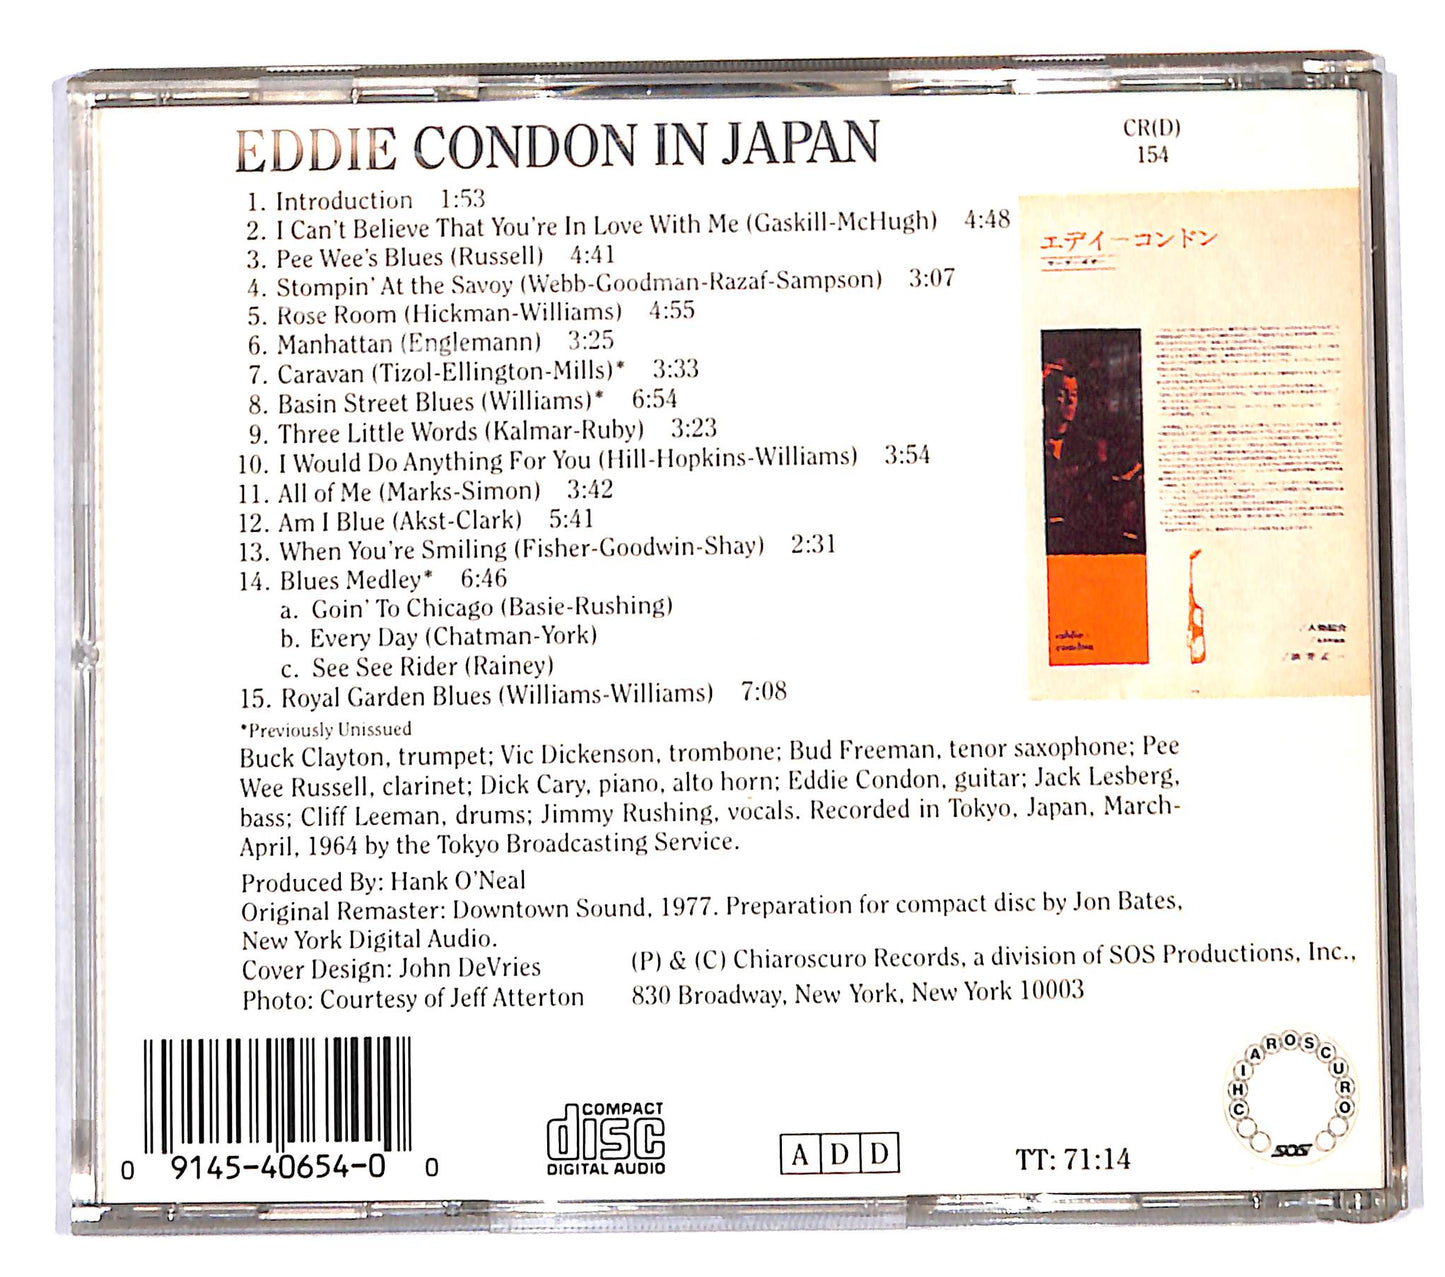 EDDIE CONDON IN JAPAN
CR(D)
154
1. Introduction 1:53
2. I Can't Believe That You're In Love With Me (Gaskill-McHugh) 4:48
3. Pee Wee's Blues (Russell) 4:41
4. Stompin' At the Savoy (Webb-Goodman-Razaf-Sampson) 3:07
5. Rose Room (Hickman-Williams) 4:55
6. Manhattan (Englemann) 3:25
7. Caravan (Tizol-Ellington-Mills)* 3:33
8. Basin Street Blues (Williams)* 6:54
9. Three Little Words (Kalmar-Ruby) 3:23
10. I Would Do Anything For You (Hill-Hopkins-Williams) 3:54
11. All of Me (Marks-Simon) 3:42
12. Am I Blue (Akst-Clark) 5:41
13. When You're Smiling (Fisher-Goodwin-Shay) 2:31
14. Blues Medley* 6:46
a. Goin' To Chicago (Basie-Rushing)
b. Every Day (Chatman-York)
c. See See Rider (Rainey)
15. Royal Garden Blues (Williams-Williams) 7:08
*Previously Unissued
エデイーコンドン
eddie
condon
Buck Clayton, trumpet; Vic Dickenson, trombone; Bud Freeman, tenor saxophone; Pee
Wee Russell, clarinet; Dick Cary, piano, alto horn; Eddie Condon, guitar; Jack Lesberg,
bass; Cliff Leeman, drums; Jimmy Rushing, vocals. Recorded in Tokyo, Japan, March-
April, 1964 by the Tokyo Broadcasting Service.
Produced By: Hank O'Neal
Original Remaster: Downtown Sound, 1977. Preparation for compact disc by Jon Bates,
New York Digital Audio.
Cover Design: John DeVries
Photo: Courtesy of Jeff Atterton
(P) & (C) Chiaroscuro Records, a division of SOS Productions, Inc.,
830 Broadway, New York, New York 10003
0 9145-40654-0 0
COMPACT
disc
DIGITAL AUDIO
A D D
TT: 71:14
CHIAROSCURO
SOS